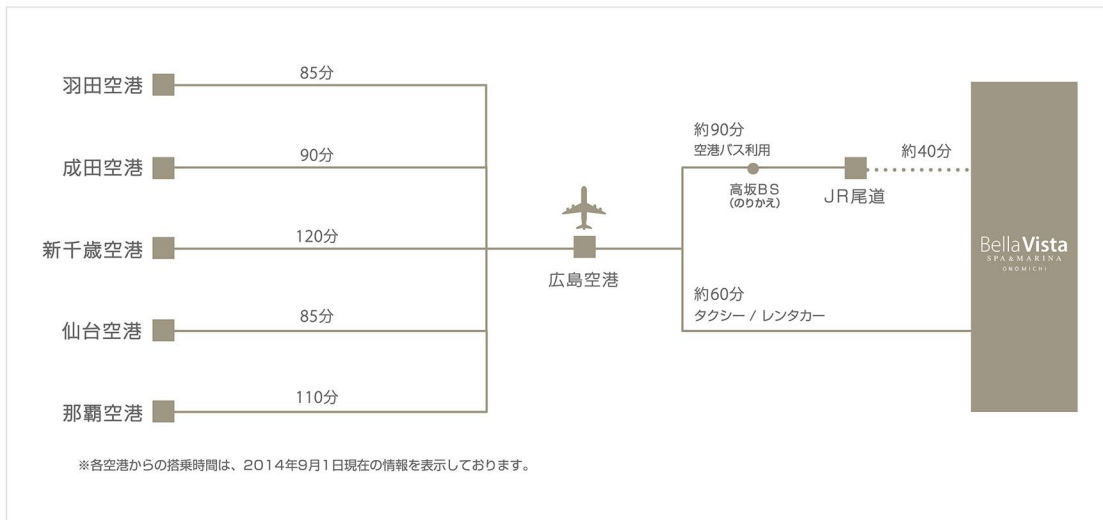 羽田空港
85分
成田空港
90分
新千歳空港
120分
仙台空港
85分
那覇空港
110分
広島空港
約90分
空港バス利用
高坂BS
(のりかえ)
JR尾道
約40分
約60分
タクシー / レンタカー
BellaVista
SPA&MARINA
ONOMICHI
※各空港からの搭乗時間は、2014年9月1日現在の情報を表示しております。